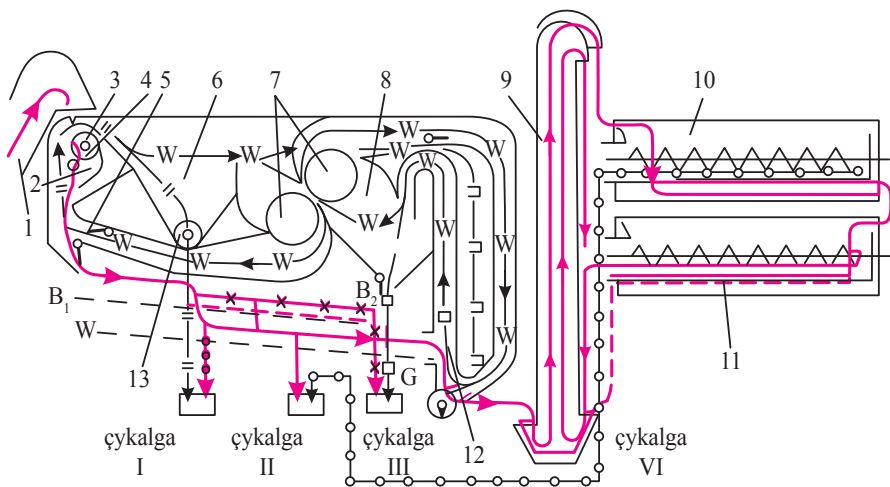 3 4 5 6 7 8 9 10
2
1
W W W W W W W
W W W W W W
W W W W
B₁ B₂
W W
13 G 11
12
çykalga çykalga çykalga çykalga
I II III VI